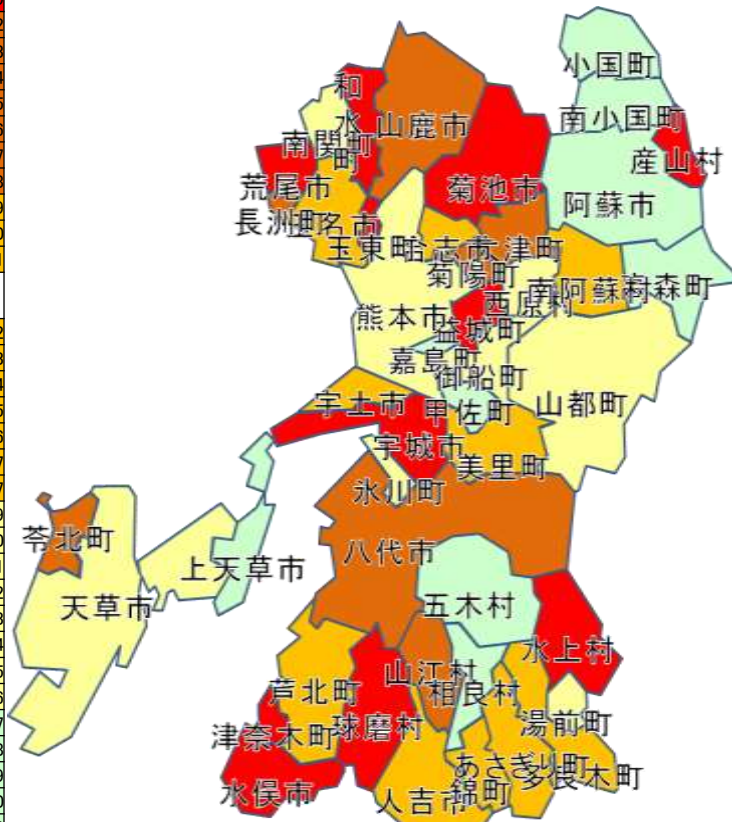 小国町
和
水
町
南小国町
山鹿市
南関町
産山村
荒尾市
菊池市
阿蘇市
長洲町
玉名市
玉東町
合志市
大津町
菊陽町
南阿蘇村
高森町
西原村
熊本市
益城町
嘉島町
御船町
宇土市
甲佐町
山都町
宇城市
美里町
氷川町
苓北町
八代市
上天草市
天草市
五木村
水上村
山江村
相良村
芦北町
湯前町
津奈木町
球磨村
あさぎり町
多良木町
水俣市
人吉市
錦町